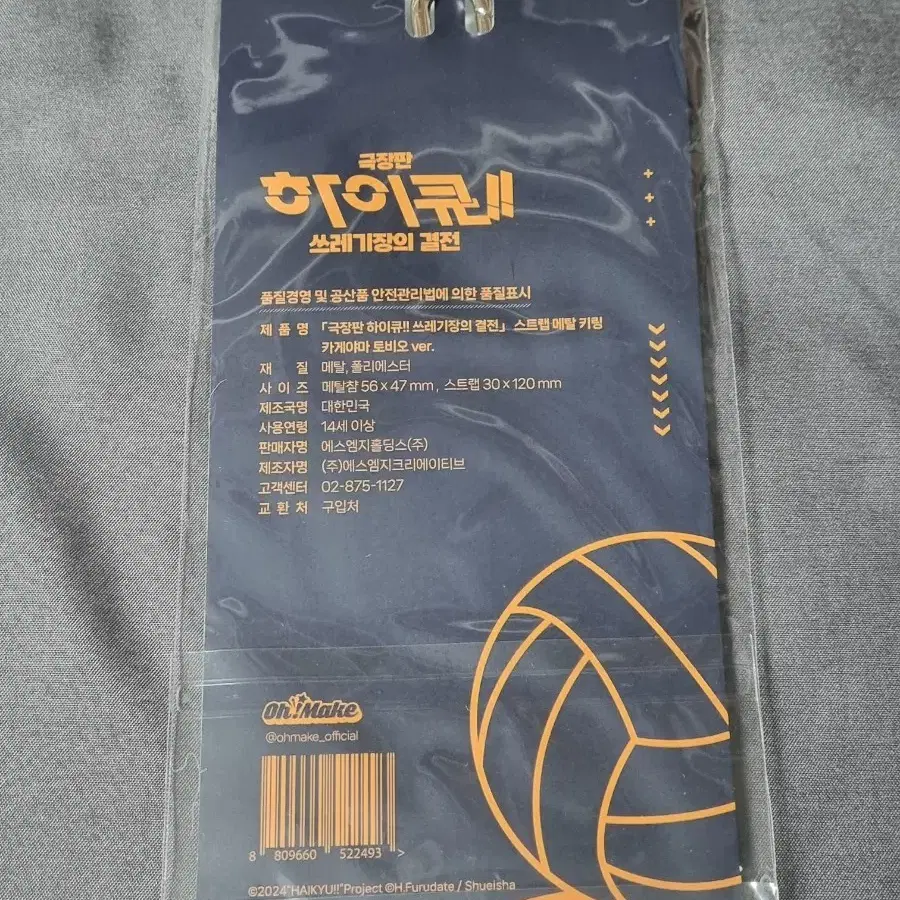 극장판
하이큐!!
쓰레기장의 결전
품질경영 및 공산품 안전관리법에 의한 품질표시
제 품 명 「극장판 하이큐!! 쓰레기장의 결전」 스트랩 메탈 키링
카게야마 토비오 ver.
재 질 메탈, 폴리에스터
사 이 즈 메탈참 56 x 47 mm , 스트랩 30 x 120 mm
제조국명 대한민국
사용연령 14세 이상
판매자명 에스엠지홀딩스(주)
제조자명 (주)에스엠지크리에이티브
고객센터 02-875-1127
교 환 처 구입처
Oh!Make
@ohmake_official
8 809660 522493 >
©2024"HAIKYU!!"Project ©H.Furudate / Shueisha